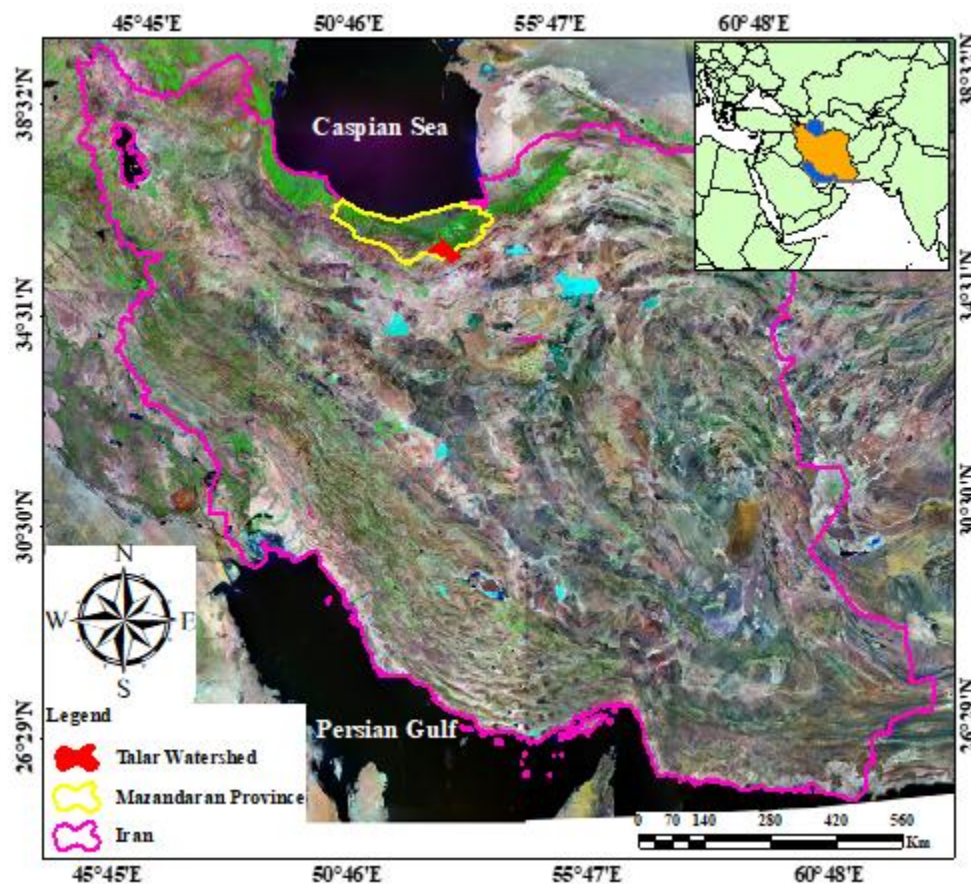 45°45'E 50°46'E 55°47'E 60°48'E
38°32'N
38°32'N
Caspian Sea
34°31'N
34°31'N
30°30'N
30°30'N
N
W E
S
26°29'N
26°29'N
Persian Gulf
Legend
Talar Watershed
Mazandaran Province
Iran
0 70 140 280 420 560
Km
45°45'E 50°46'E 55°47'E 60°48'E